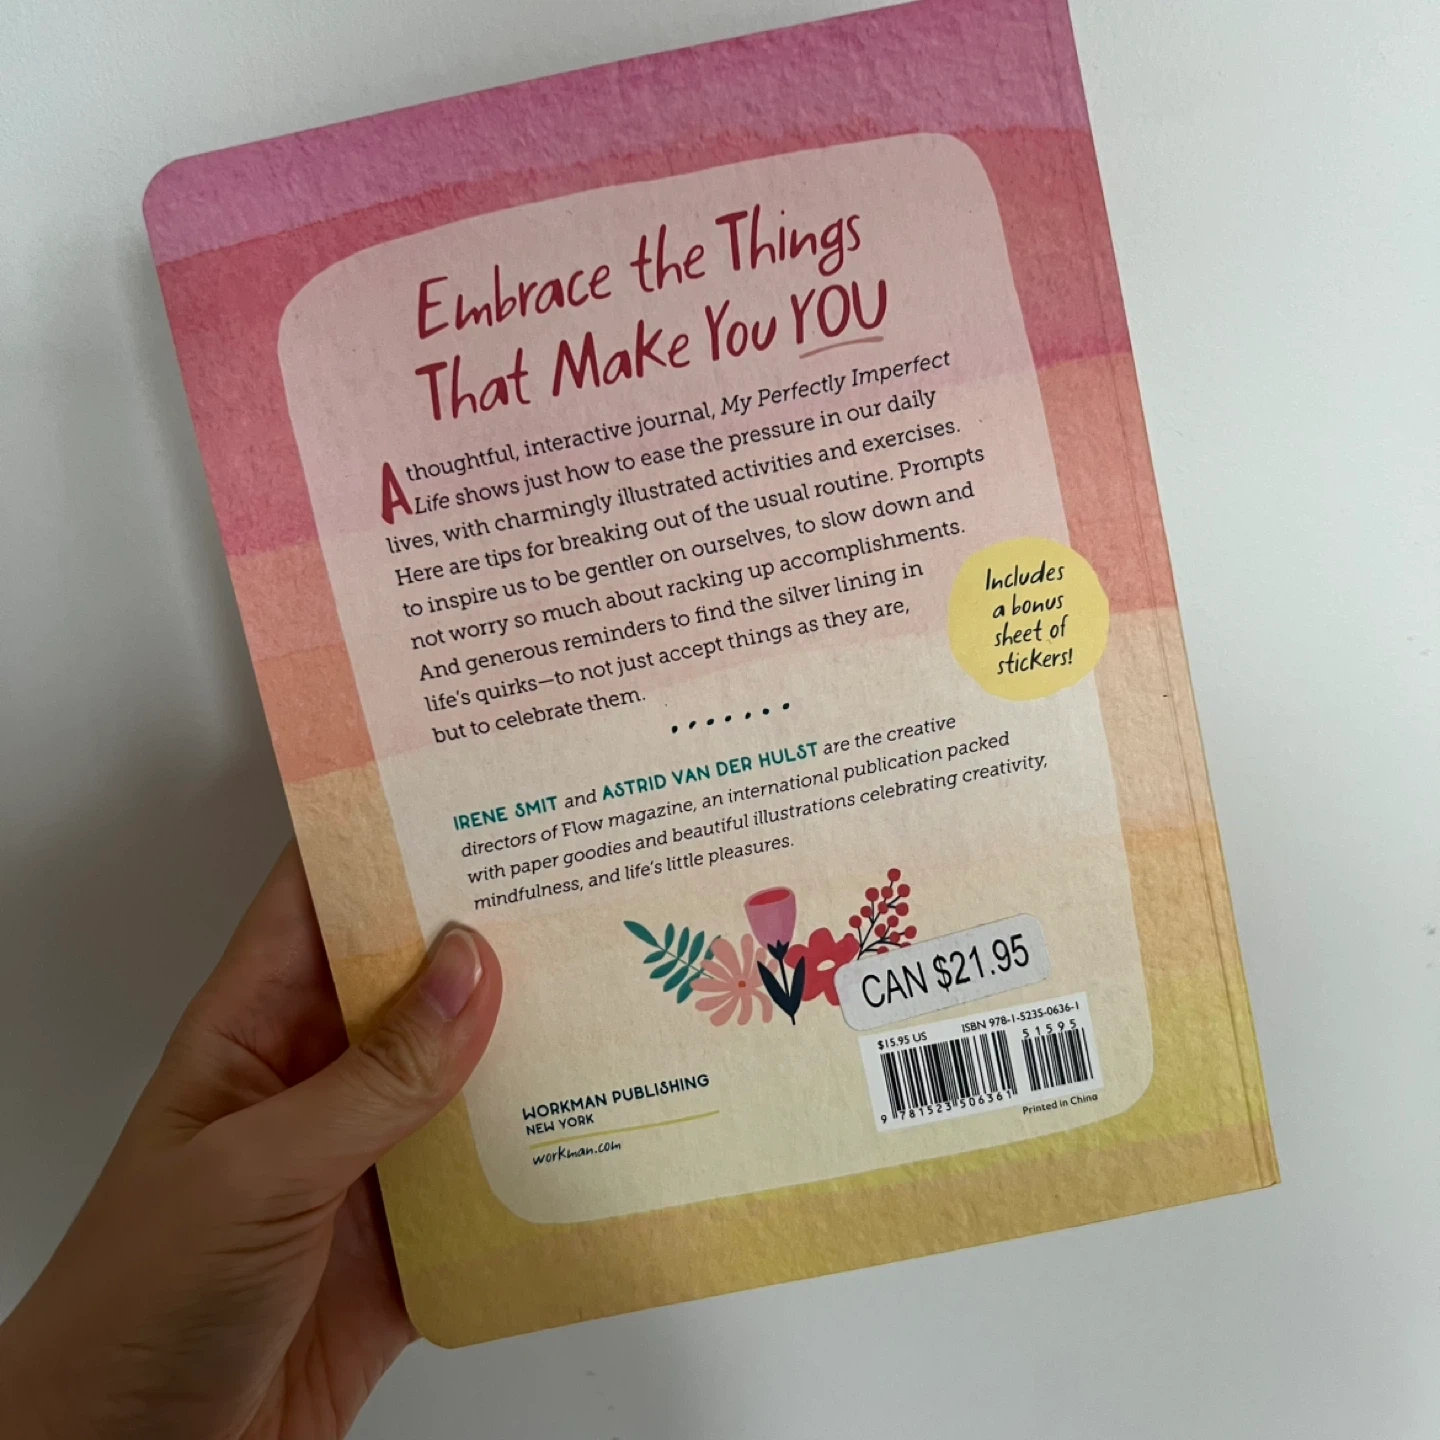 Embrace the Things
That Make You YOU
A thoughtful, interactive journal, My Perfectly Imperfect
Life shows just how to ease the pressure in our daily
lives, with charmingly illustrated activities and exercises.
Here are tips for breaking out of the usual routine. Prompts
to inspire us to be gentler on ourselves, to slow down and
not worry so much about racking up accomplishments.
And generous reminders to find the silver lining in
life's quirks—to not just accept things as they are,
but to celebrate them.
Includes
a bonus
sheet of
stickers!
IRENE SMIT and ASTRID VAN DER HULST are the creative
directors of Flow magazine, an international publication packed
with paper goodies and beautiful illustrations celebrating creativity,
mindfulness, and life's little pleasures.
CAN $21.95
$15.95 US ISBN 978-1-5235-0636-1
51595
9 781523 506361
Printed in China
WORKMAN PUBLISHING
NEW YORK
workman.com